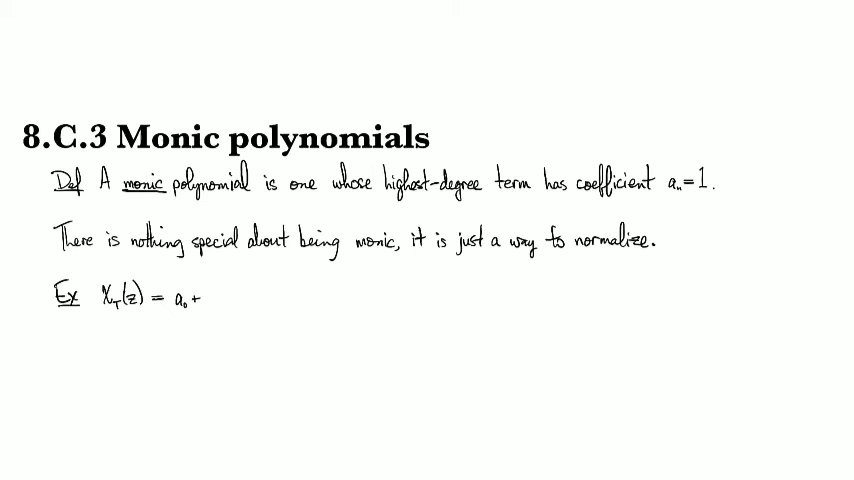 8.C.3 Monic polynomials
Def A monic polynomial is one whose highest-degree term has coefficient aₙ=1.
There is nothing special about being monic, it is just a way to normalize.
Ex χ_T(z) = a₀ +